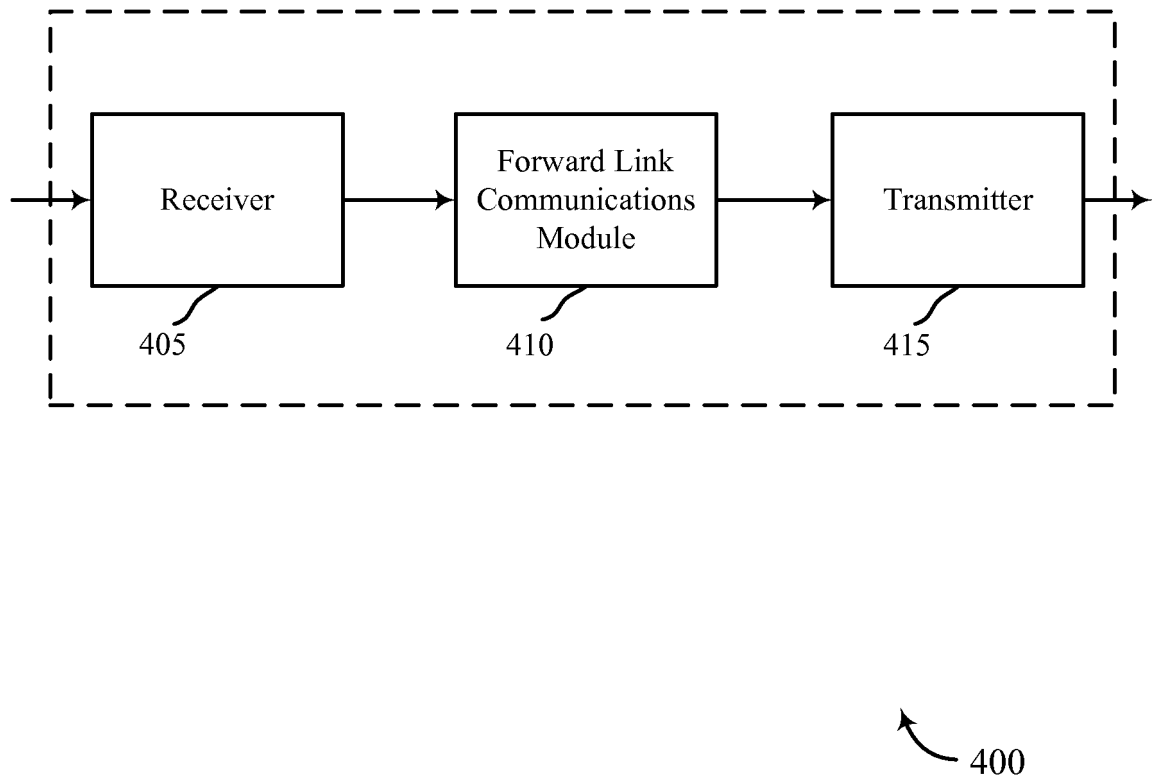 Receiver
Forward Link
Communications
Module
Transmitter
405
410
415
400